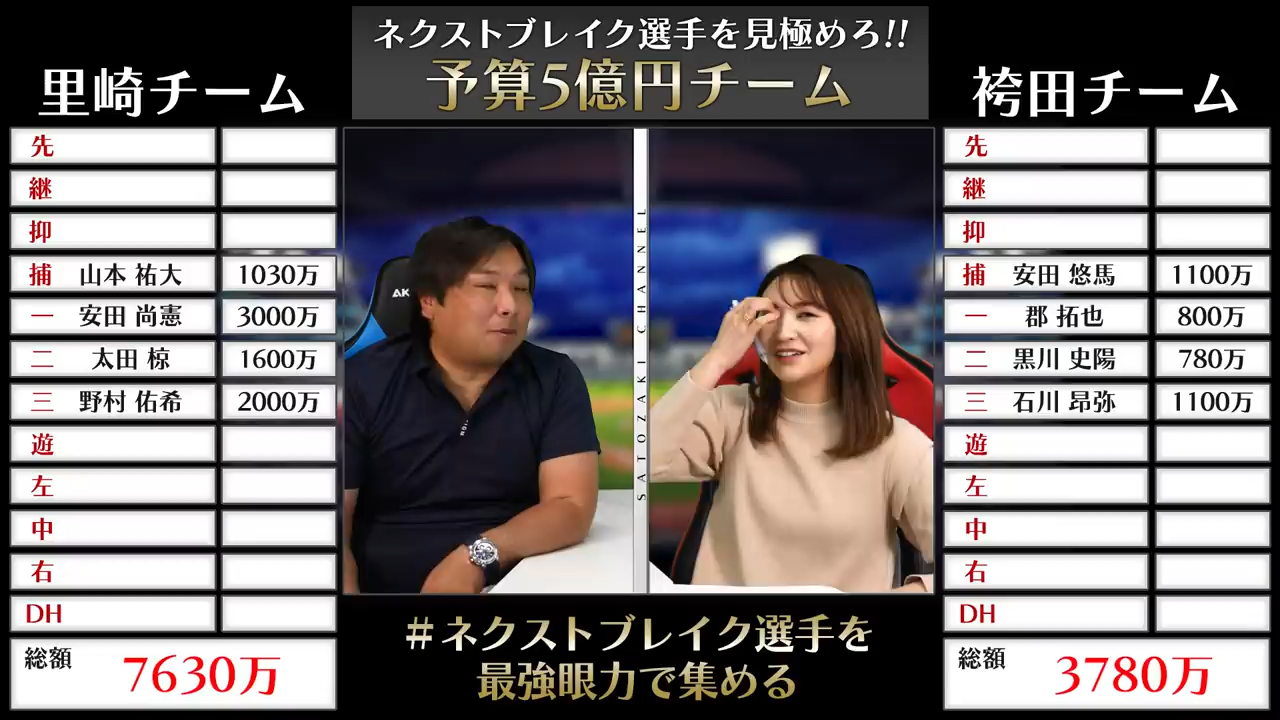 ネクストブレイク選手を見極めろ!!
予算5億円チーム
里崎チーム
先
継
抑
捕 山本 祐大 1030万
一 安田 尚憲 3000万
二 太田 椋 1600万
三 野村 佑希 2000万
遊
左
中
右
DH
総額 7630万
AK
SATOZAKI CHANNEL
#ネクストブレイク選手を
最強眼力で集める
袴田チーム
先
継
抑
捕 安田 悠馬 1100万
一 郡 拓也 800万
二 黒川 史陽 780万
三 石川 昂弥 1100万
遊
左
中
右
DH
総額 3780万